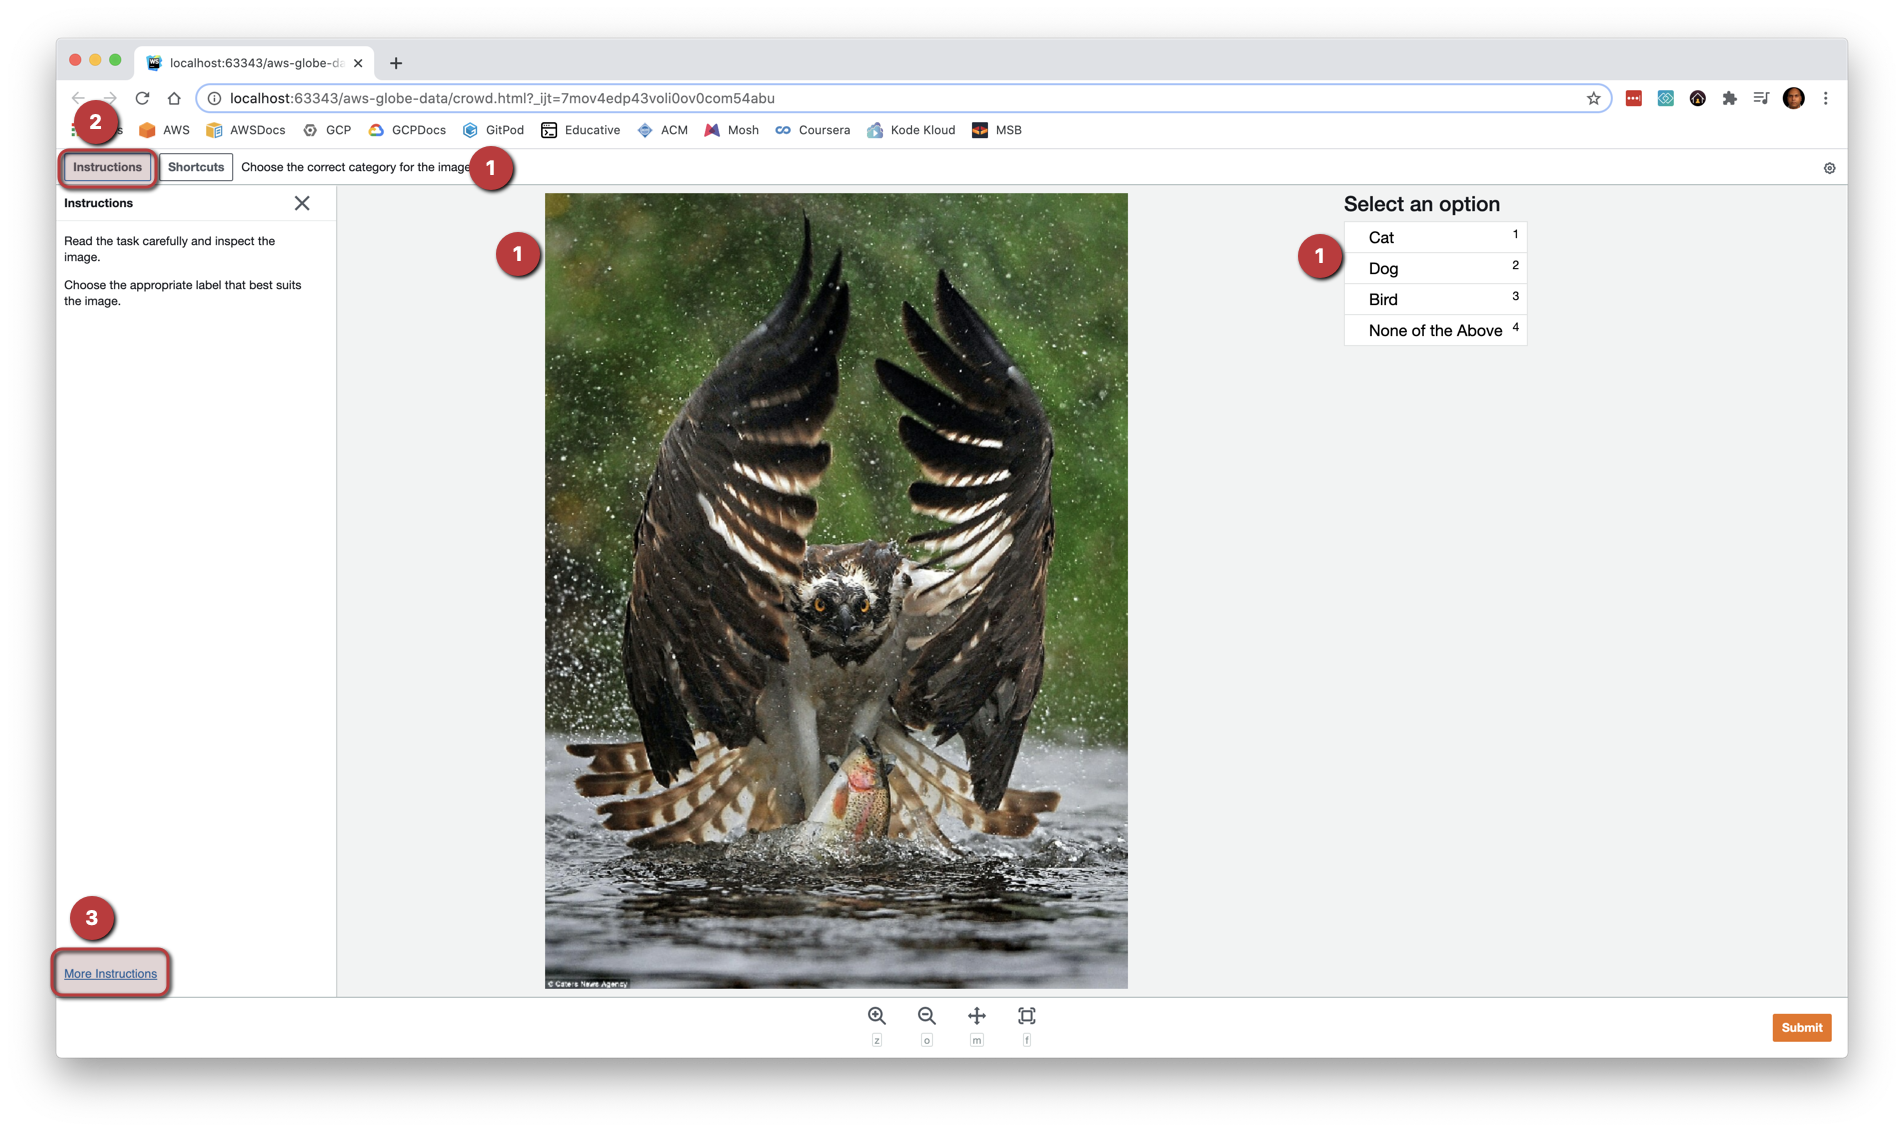 localhost:63343/aws-globe-da
localhost:63343/aws-globe-data/crowd.html?_ijt=7mov4edp43voli0ov0com54abu
2
s AWS AWSDocs GCP GCPDocs GitPod Educative ACM Mosh Coursera Kode Kloud MSB
Instructions Shortcuts Choose the correct category for the image 1
Instructions
Read the task carefully and inspect the
image.
Choose the appropriate label that best suits
the image.
1
Select an option
1
Cat 1
Dog 2
Bird 3
None of the Above 4
3
More Instructions
© Caters News Agency
z o m f
Submit